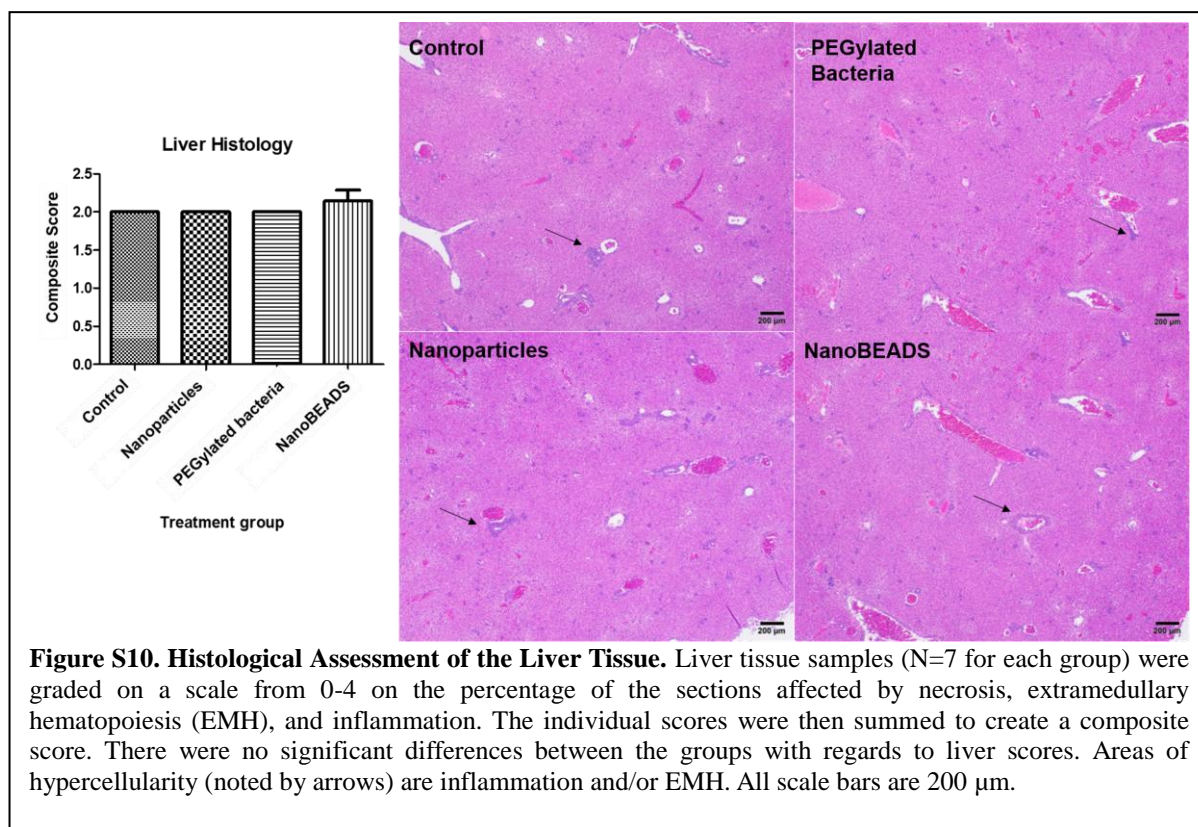 Liver Histology
Composite Score
2.5
2.0
1.5
1.0
0.5
0.0
Control
Nanoparticles
PEGylated bacteria
NanoBEADS
Treatment group
Control
200 µm
PEGylated
Bacteria
200 µm
Nanoparticles
200 µm
NanoBEADS
200 µm
Figure S10. Histological Assessment of the Liver Tissue. Liver tissue samples (N=7 for each group) were
graded on a scale from 0-4 on the percentage of the sections affected by necrosis, extramedullary
hematopoiesis (EMH), and inflammation. The individual scores were then summed to create a composite
score. There were no significant differences between the groups with regards to liver scores. Areas of
hypercellularity (noted by arrows) are inflammation and/or EMH. All scale bars are 200 µm.